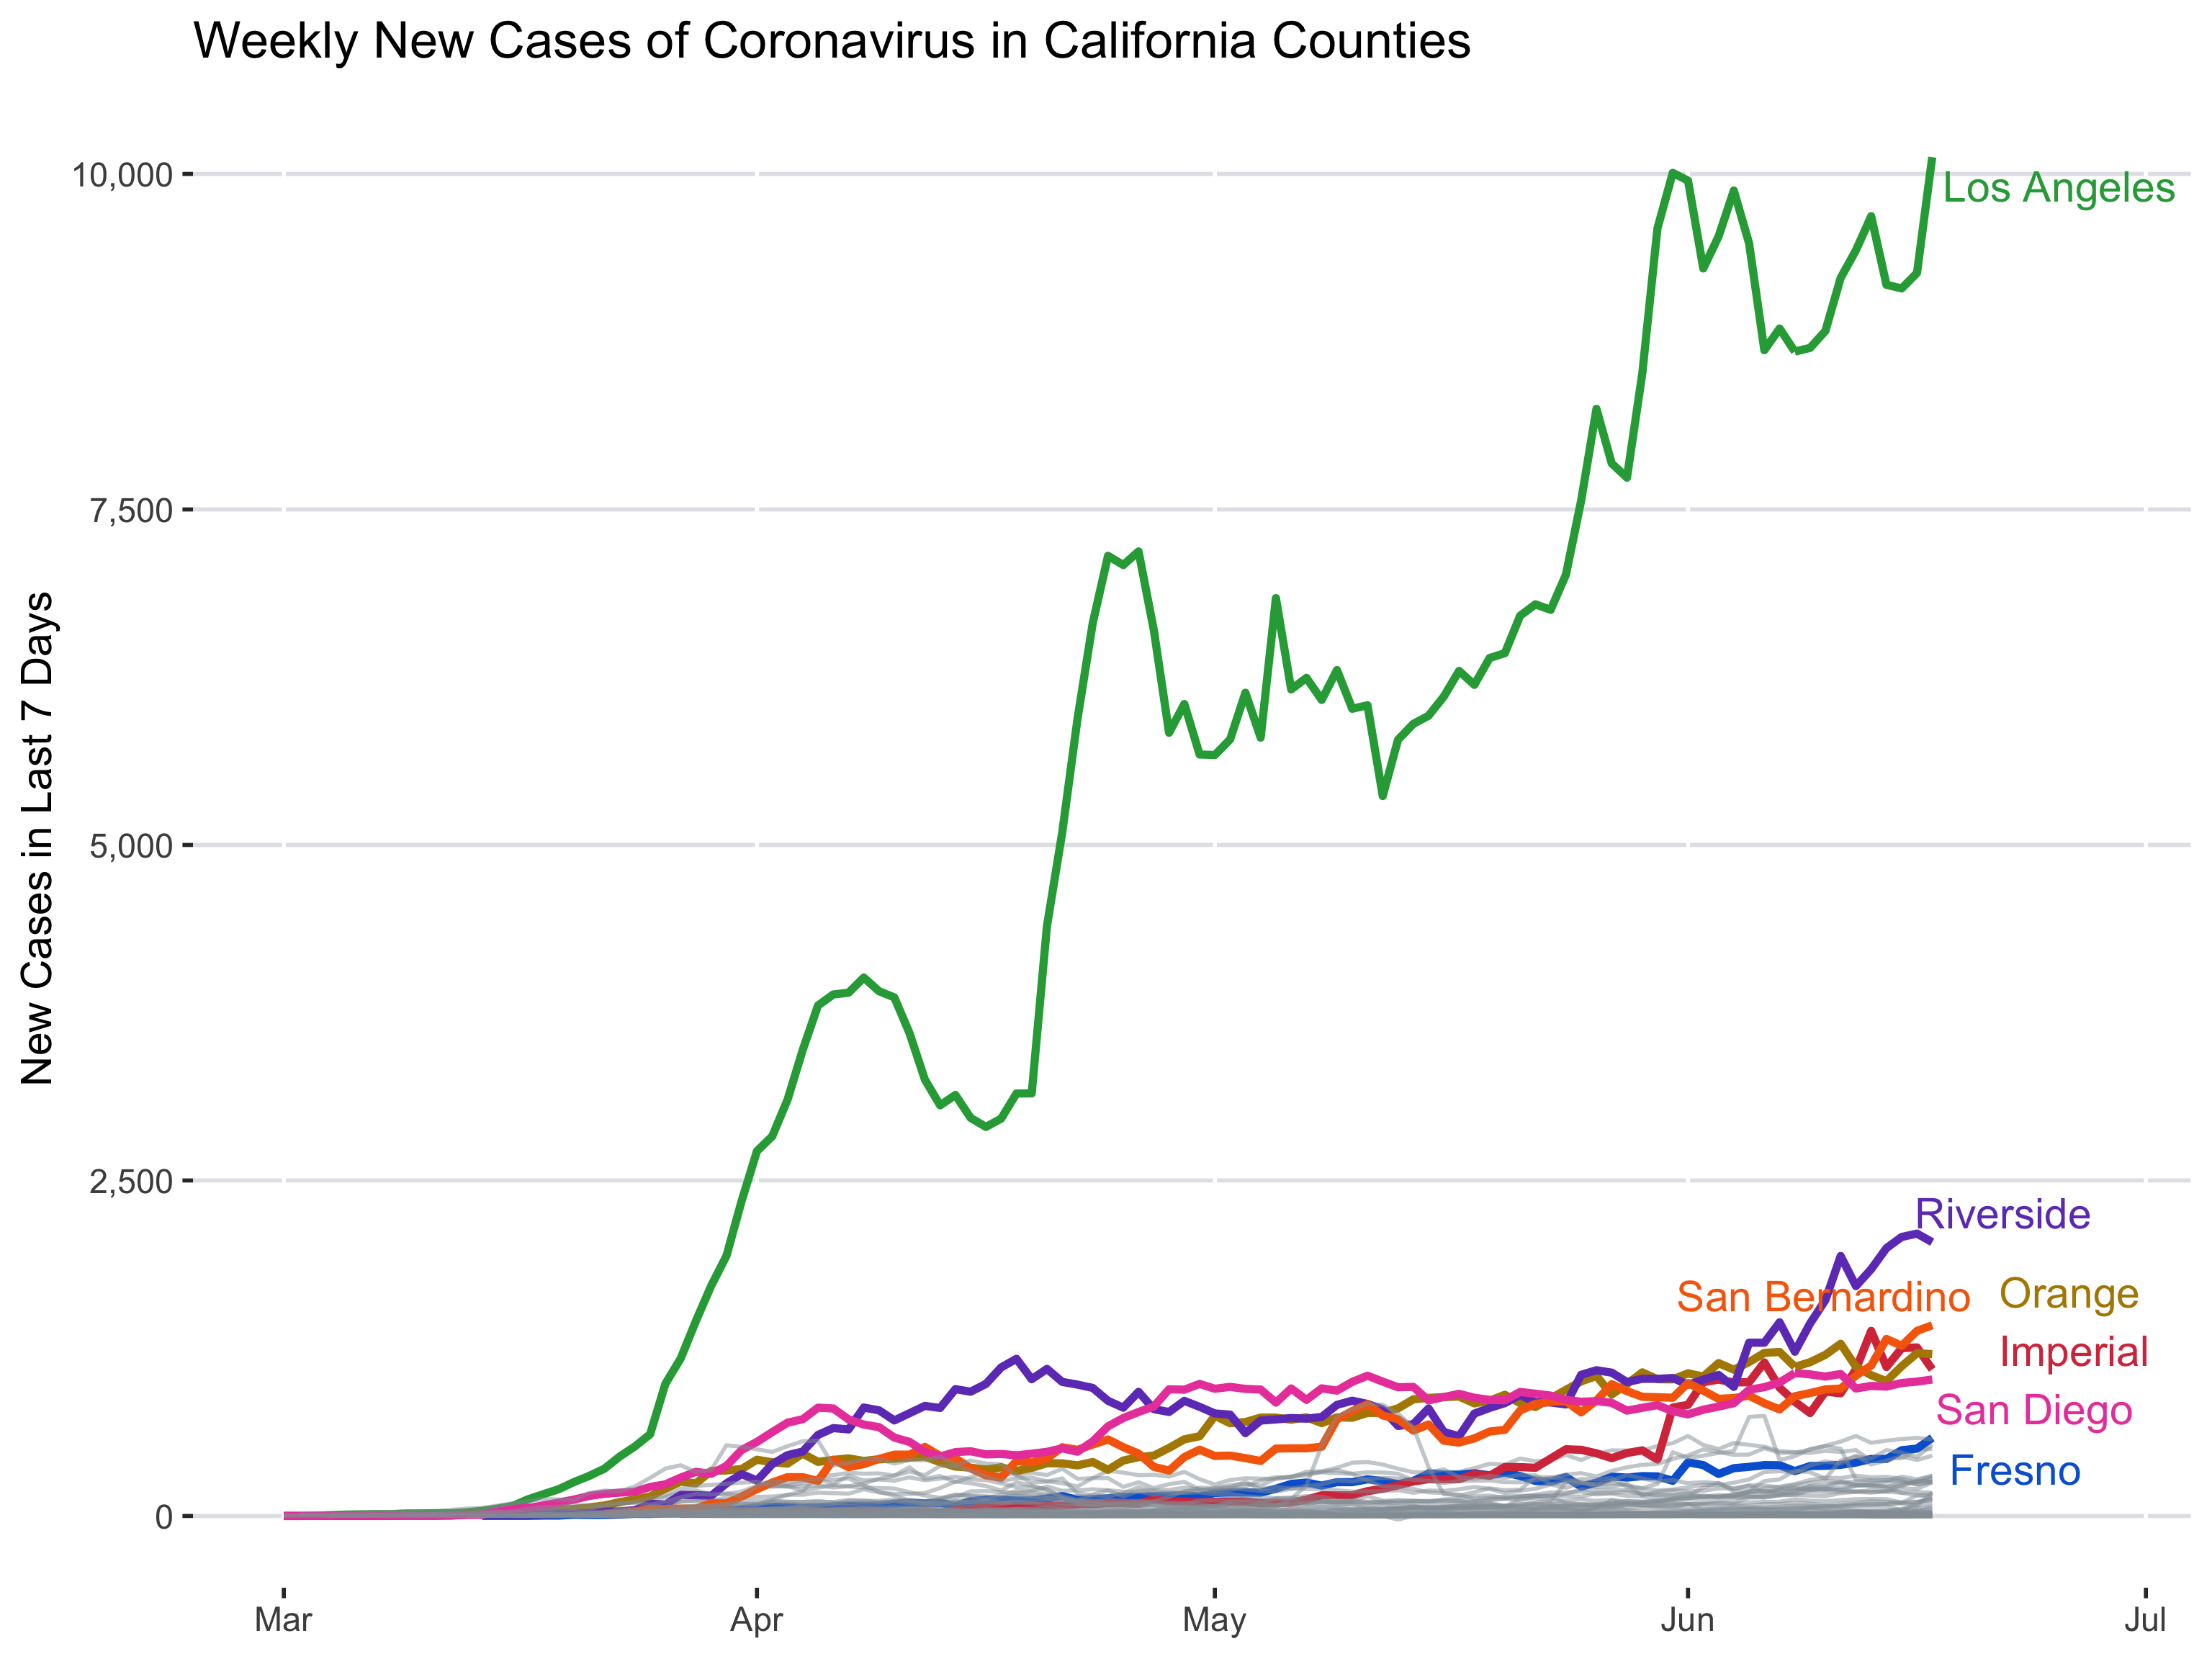 Weekly New Cases of Coronavirus in California Counties
New Cases in Last 7 Days
10,000
7,500
5,000
2,500
0
Los Angeles
Riverside
San Bernardino
Orange
Imperial
San Diego
Fresno
Mar
Apr
May
Jun
Jul